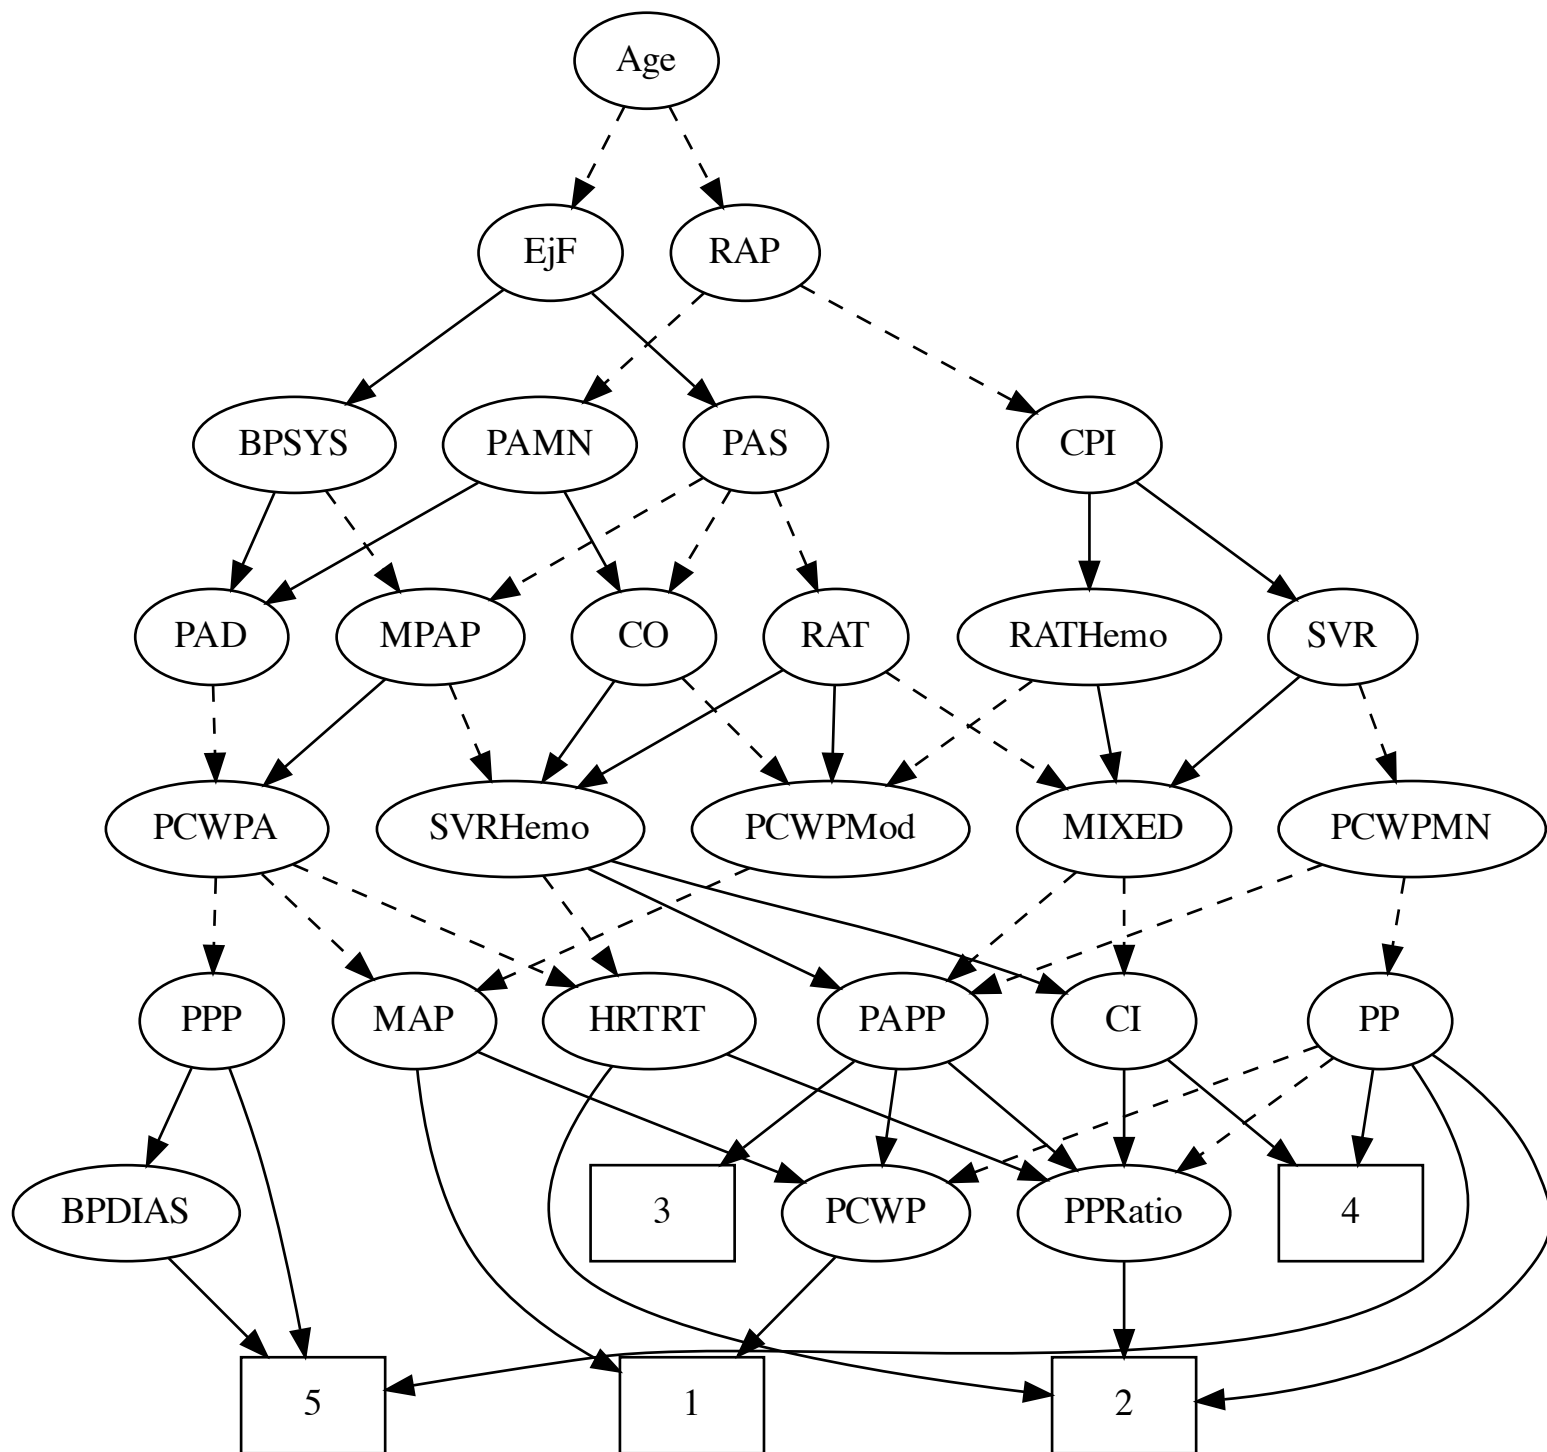 Age
EjF
RAP
BPSYS
PAMN
PAS
CPI
PAD
MPAP
CO
RAT
RATHemo
SVR
PCWPA
SVRHemo
PCWPMod
MIXED
PCWPMN
PPP
MAP
HRTRT
PAPP
CI
PP
BPDIAS
3
PCWP
PPRatio
4
5
1
2